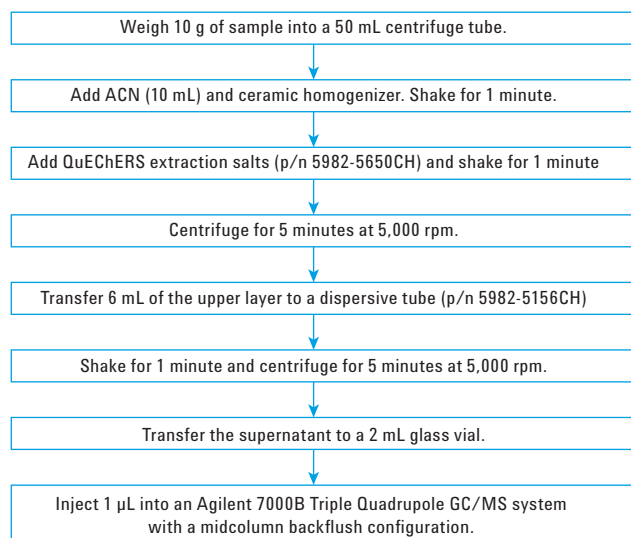 Weigh 10 g of sample into a 50 mL centrifuge tube.
Add ACN (10 mL) and ceramic homogenizer. Shake for 1 minute.
Add QuEChERS extraction salts (p/n 5982-5650CH) and shake for 1 minute
Centrifuge for 5 minutes at 5,000 rpm.
Transfer 6 mL of the upper layer to a dispersive tube (p/n 5982-5156CH)
Shake for 1 minute and centrifuge for 5 minutes at 5,000 rpm.
Transfer the supernatant to a 2 mL glass vial.
Inject 1 µL into an Agilent 7000B Triple Quadrupole GC/MS system
with a midcolumn backflush configuration.